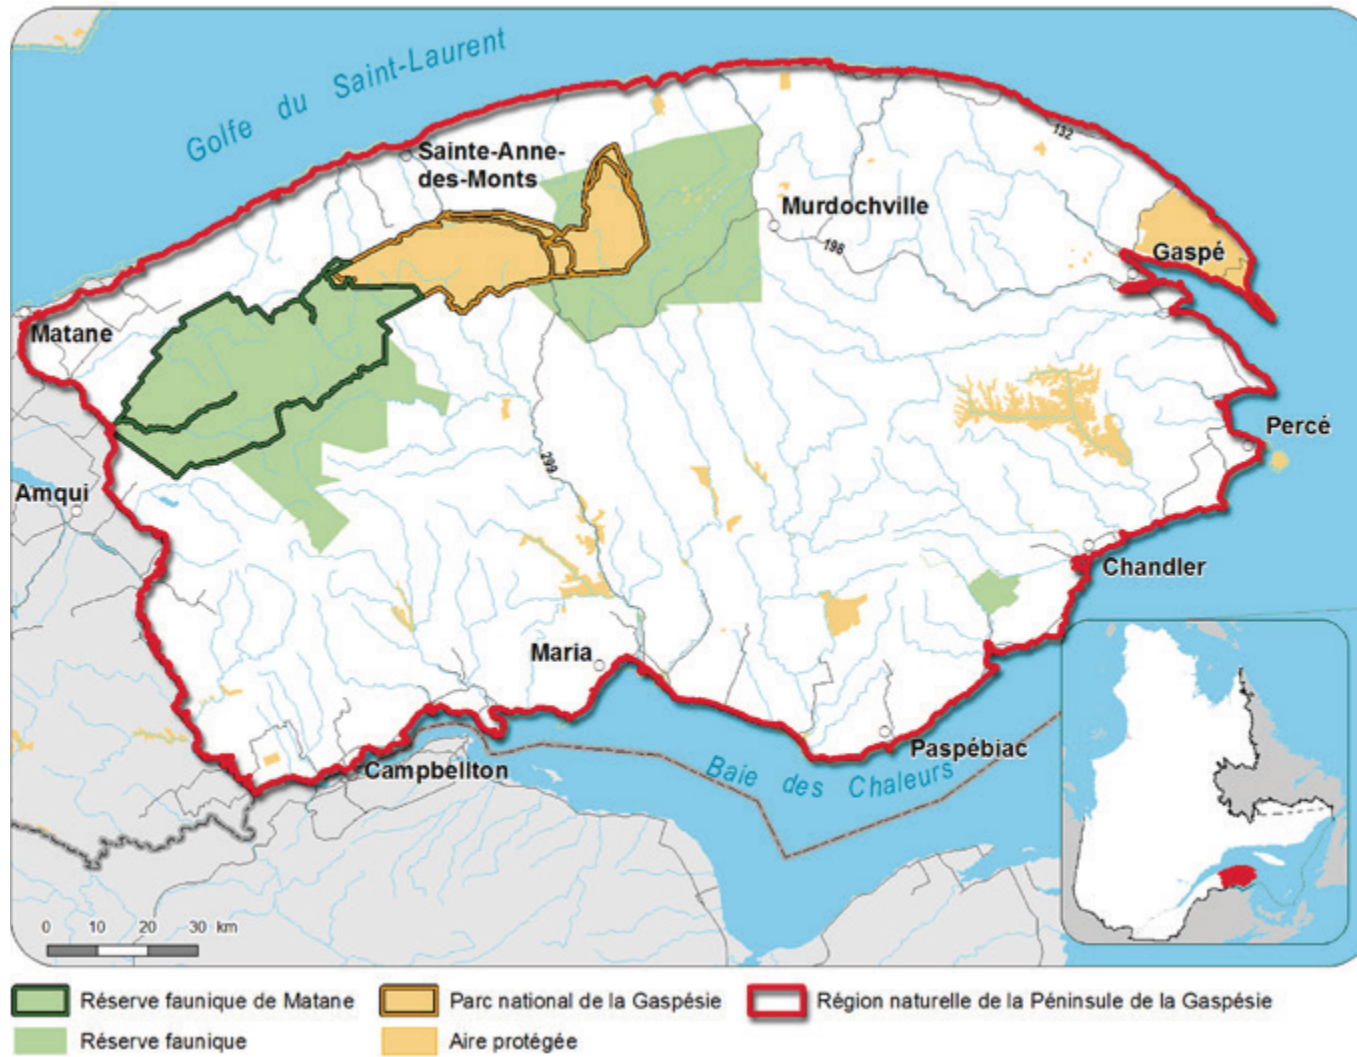 Golfe du Saint-Laurent
132
Sainte-Anne-
des-Monts
Murdochville
198
Gaspé
Matane
Percé
299
Amqui
Chandler
Maria
Paspébiac
Campbellton
Baie des Chaleurs
0 10 20 30 km
Réserve faunique de Matane
Parc national de la Gaspésie
Région naturelle de la Péninsule de la Gaspésie
Réserve faunique
Aire protégée